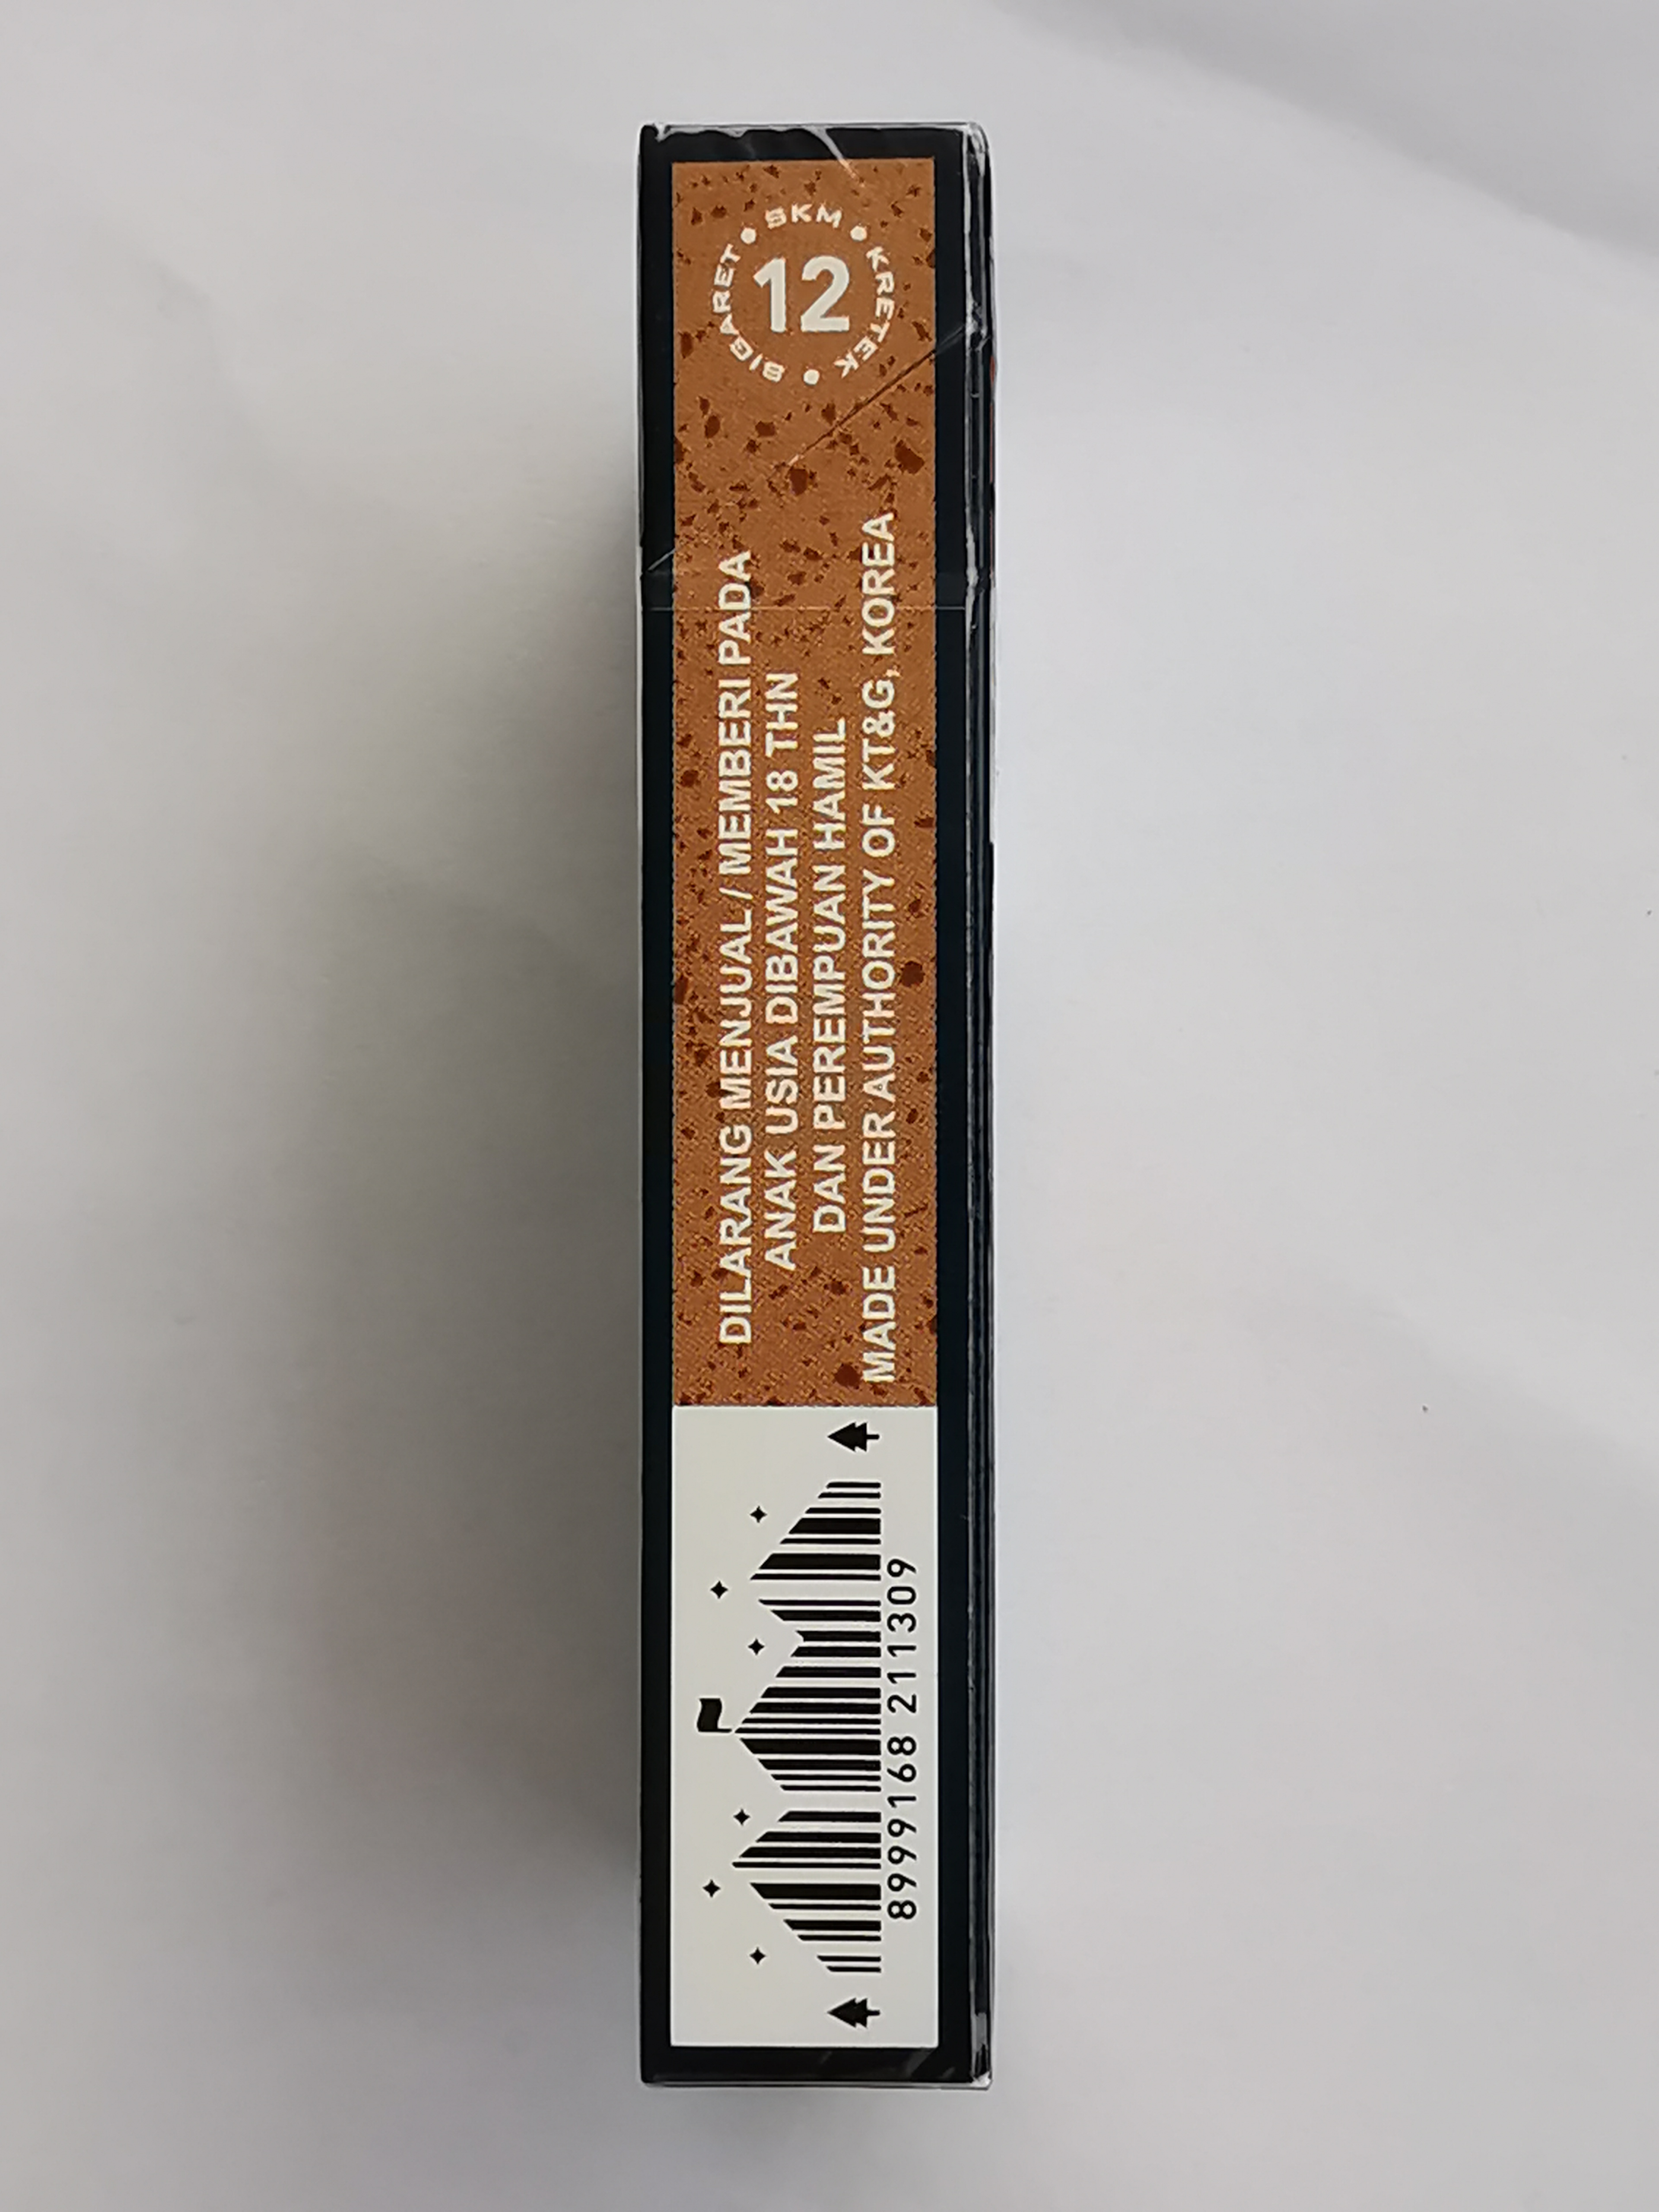 SIGARET • SKM • KRETEK •
12
DILARANG MENJUAL / MEMBERI PADA
ANAK USIA DIBAWAH 18 THN
DAN PEREMPUAN HAMIL
MADE UNDER AUTHORITY OF KT&G, KOREA
8999168 211309